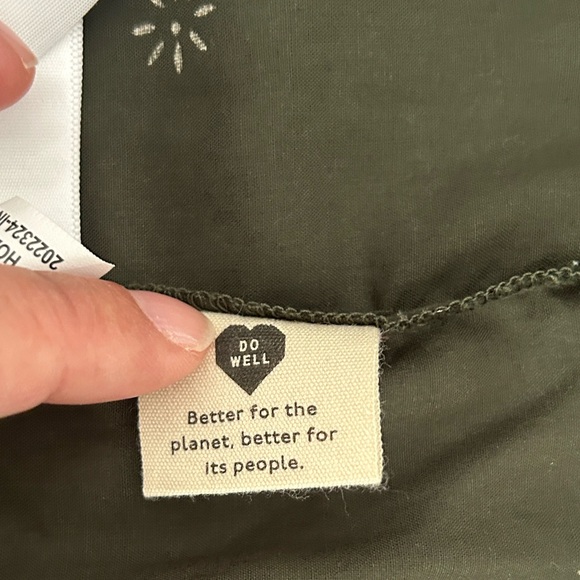 DO
WELL
Better for the
planet, better for
its people.